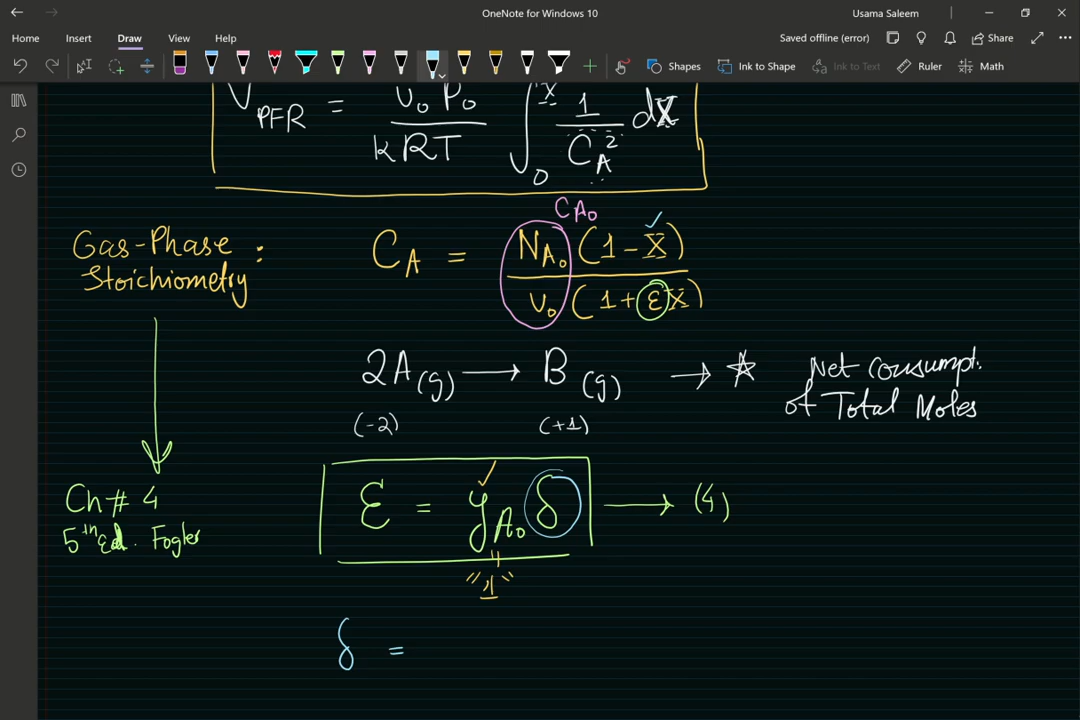 OneNote for Windows 10
Usama Saleem
Home Insert Draw View Help
Saved offline (error) Share
Shapes Ink to Shape Ink to Text Ruler Math
V_PFR = υ₀ P₀ / kRT ∫₀^X 1 / C_A² dX
C_A₀
Gas-Phase Stoichiometry :
C_A = N_A₀ (1 - X) / υ₀ (1 + εX)
2A (g) → B (g) → ☆ Net Consumpt. of Total Moles
(-2) (+1)
Ch # 4
5th Ed. Fogler
ε = y_A₀ δ → (4)
"1"
δ =